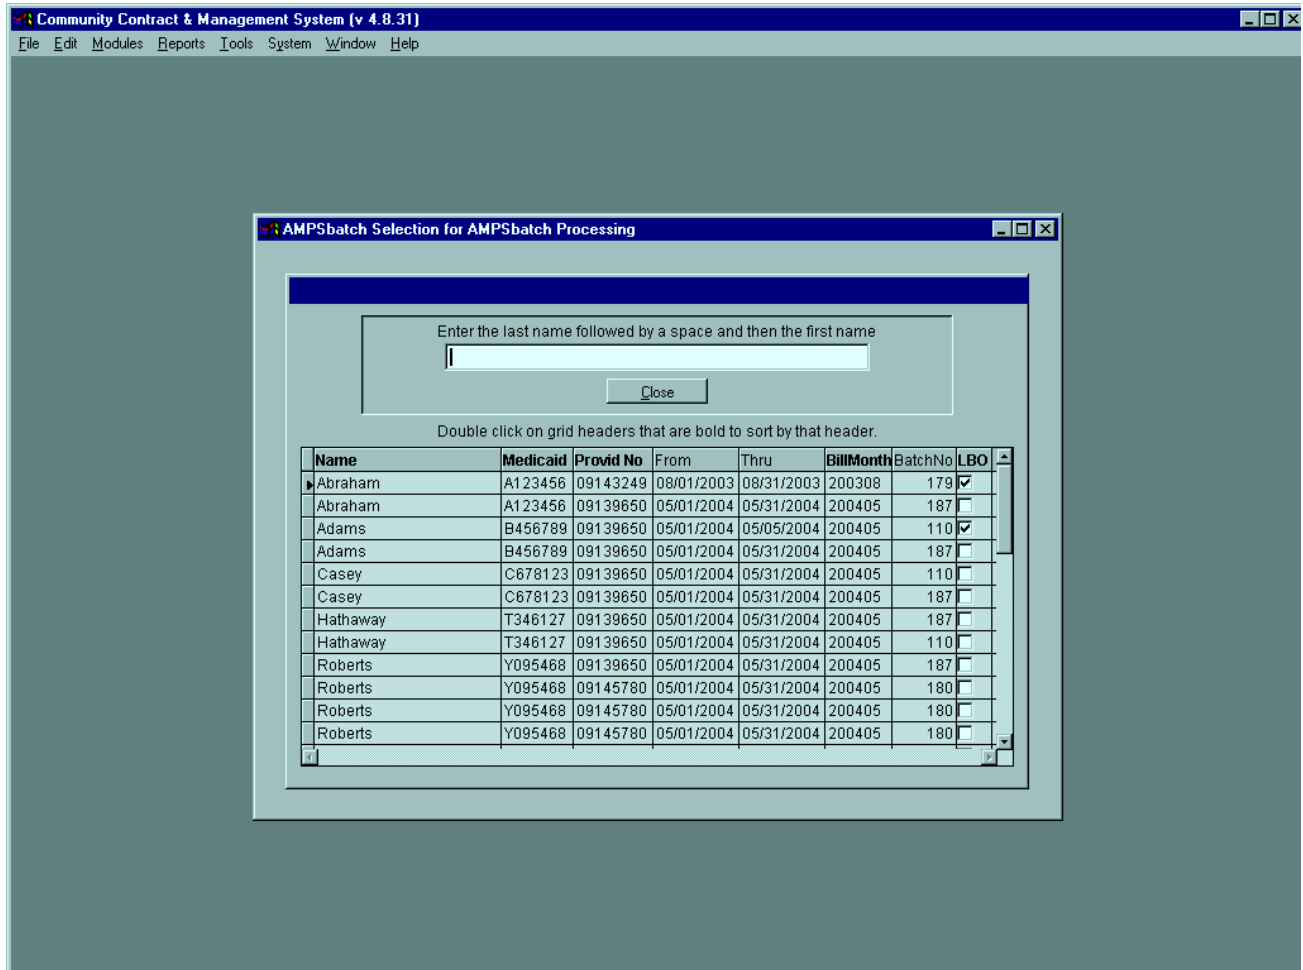 Community Contract & Management System (v 4.8.31)
File Edit Modules Reports Tools System Window Help
AMPSbatch Selection for AMPSbatch Processing
Enter the last name followed by a space and then the first name
Close
Double click on grid headers that are bold to sort by that header.
Name Medicaid Provid No From Thru BillMonth BatchNo LBO
Abraham A123456 09143249 08/01/2003 08/31/2003 200308 179
Abraham A123456 09139650 05/01/2004 05/31/2004 200405 187
Adams B456789 09139650 05/01/2004 05/05/2004 200405 110
Adams B456789 09139650 05/01/2004 05/31/2004 200405 187
Casey C678123 09139650 05/01/2004 05/31/2004 200405 110
Casey C678123 09139650 05/01/2004 05/31/2004 200405 187
Hathaway T346127 09139650 05/01/2004 05/31/2004 200405 187
Hathaway T346127 09139650 05/01/2004 05/31/2004 200405 110
Roberts Y095468 09139650 05/01/2004 05/31/2004 200405 187
Roberts Y095468 09145780 05/01/2004 05/31/2004 200405 180
Roberts Y095468 09145780 05/01/2004 05/31/2004 200405 180
Roberts Y095468 09145780 05/01/2004 05/31/2004 200405 180